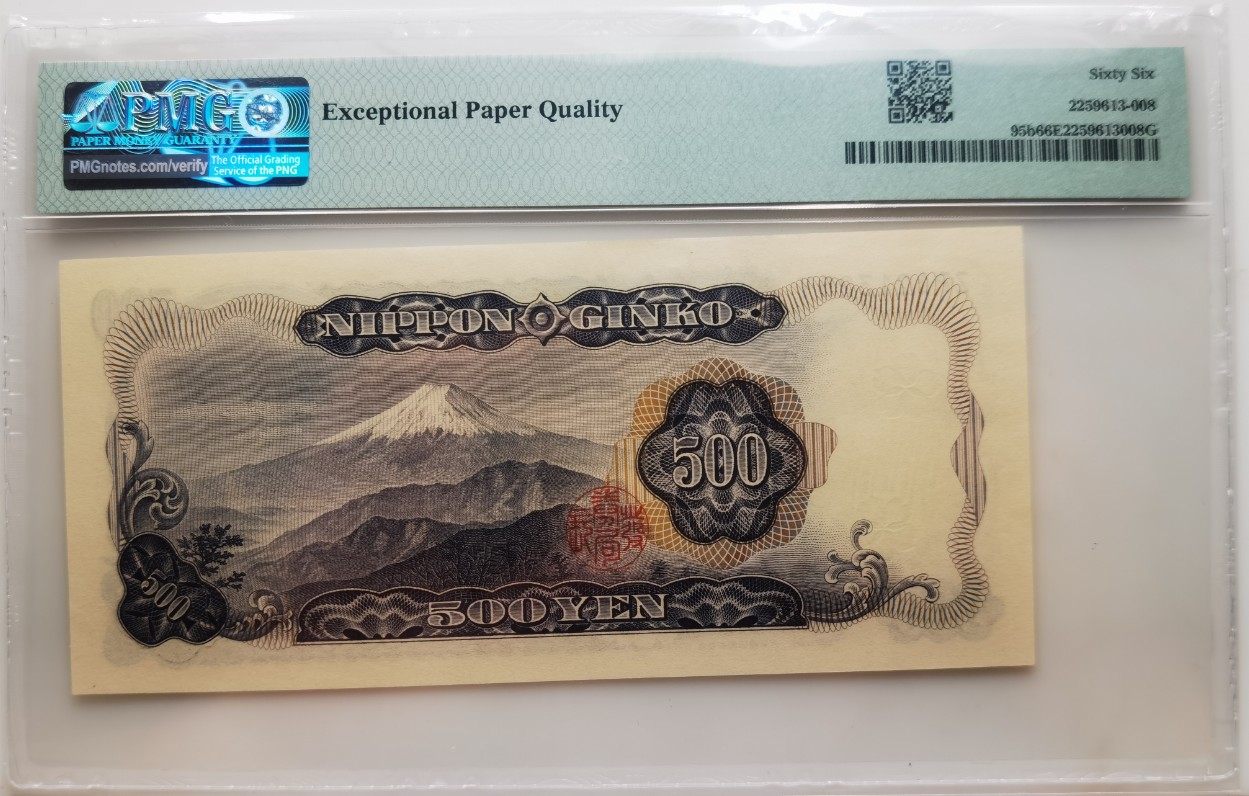 PMG
PAPER MONEY GUARANTY
PMGnotes.com/verify
The Official Grading
Service of the PNG
Exceptional Paper Quality
Sixty Six
2259613-008
95b66E2259613008G
NIPPON GINKO
500
500
500 YEN